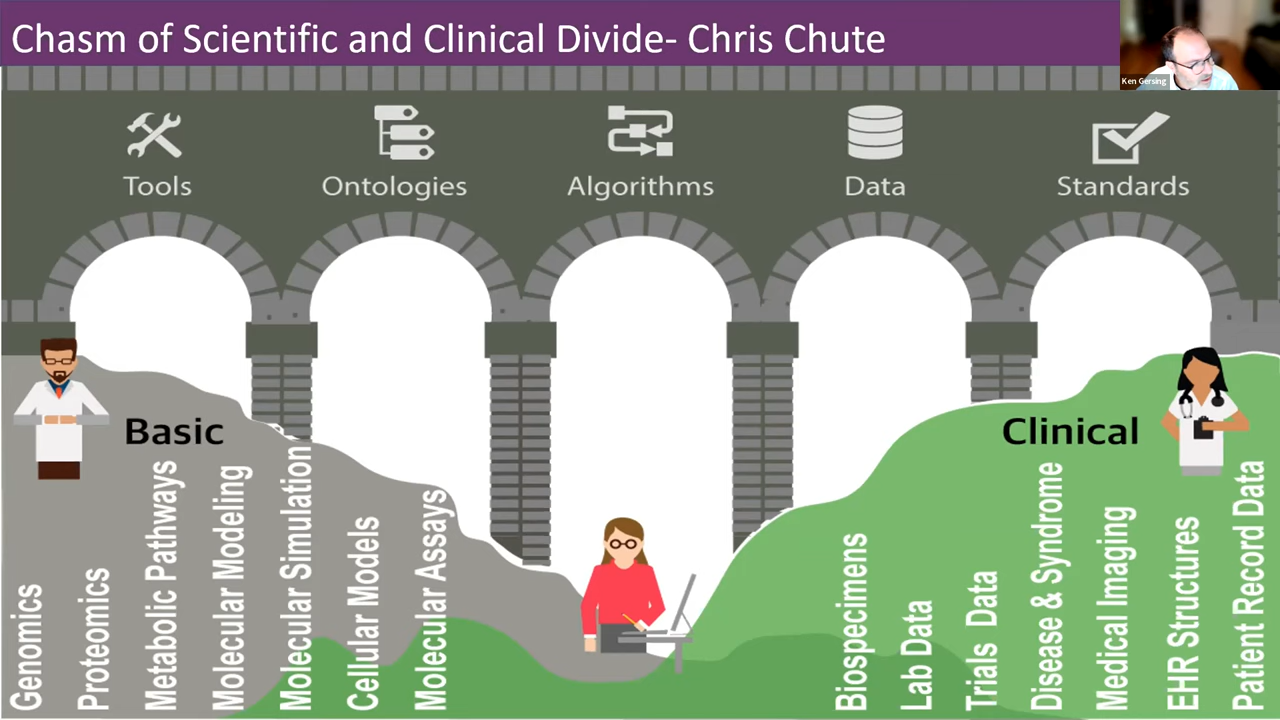 Chasm of Scientific and Clinical Divide- Chris Chute
Ken Gersing
Tools
Ontologies
Algorithms
Data
Standards
Basic
Clinical
Genomics
Proteomics
Metabolic Pathways
Molecular Modeling
Molecular Simulation
Cellular Models
Molecular Assays
Biospecimens
Lab Data
Trials Data
Disease & Syndrome
Medical Imaging
EHR Structures
Patient Record Data